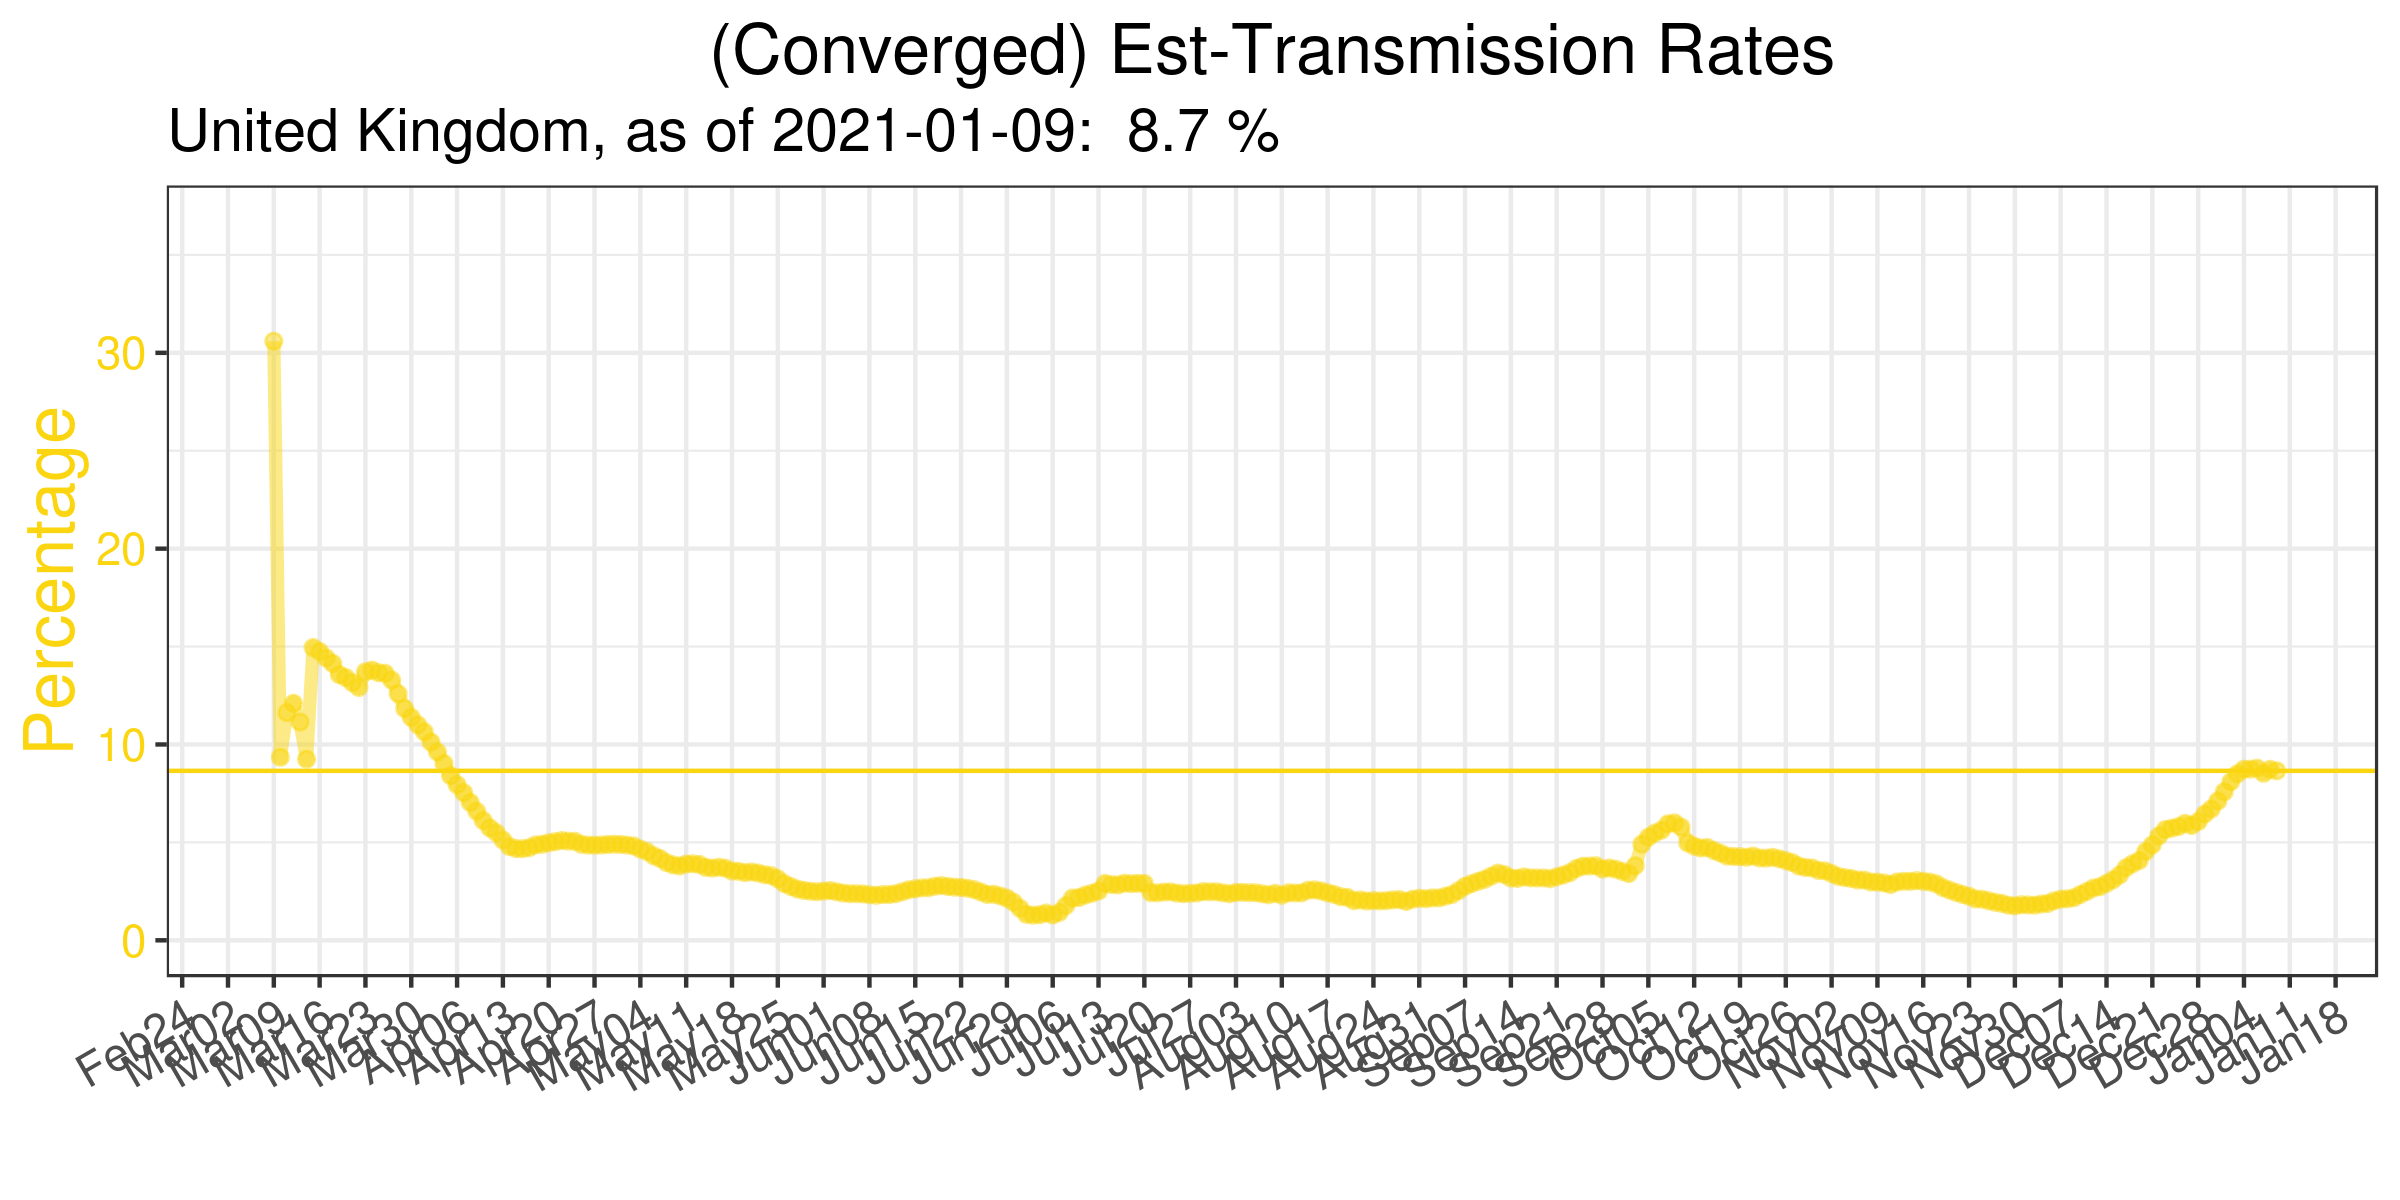 (Converged) Est-Transmission Rates
United Kingdom, as of 2021-01-09:  8.7 %
Percentage
30
20
10
0
Feb24
Mar02
Mar09
Mar16
Mar23
Mar30
Apr06
Apr13
Apr20
Apr27
May04
May11
May18
May25
Jun01
Jun08
Jun15
Jun22
Jun29
Jul06
Jul13
Jul20
Jul27
Aug03
Aug10
Aug17
Aug24
Aug31
Sep07
Sep14
Sep21
Sep28
Oct05
Oct12
Oct19
Oct26
Nov02
Nov09
Nov16
Nov23
Nov30
Dec07
Dec14
Dec21
Dec28
Jan04
Jan11
Jan18